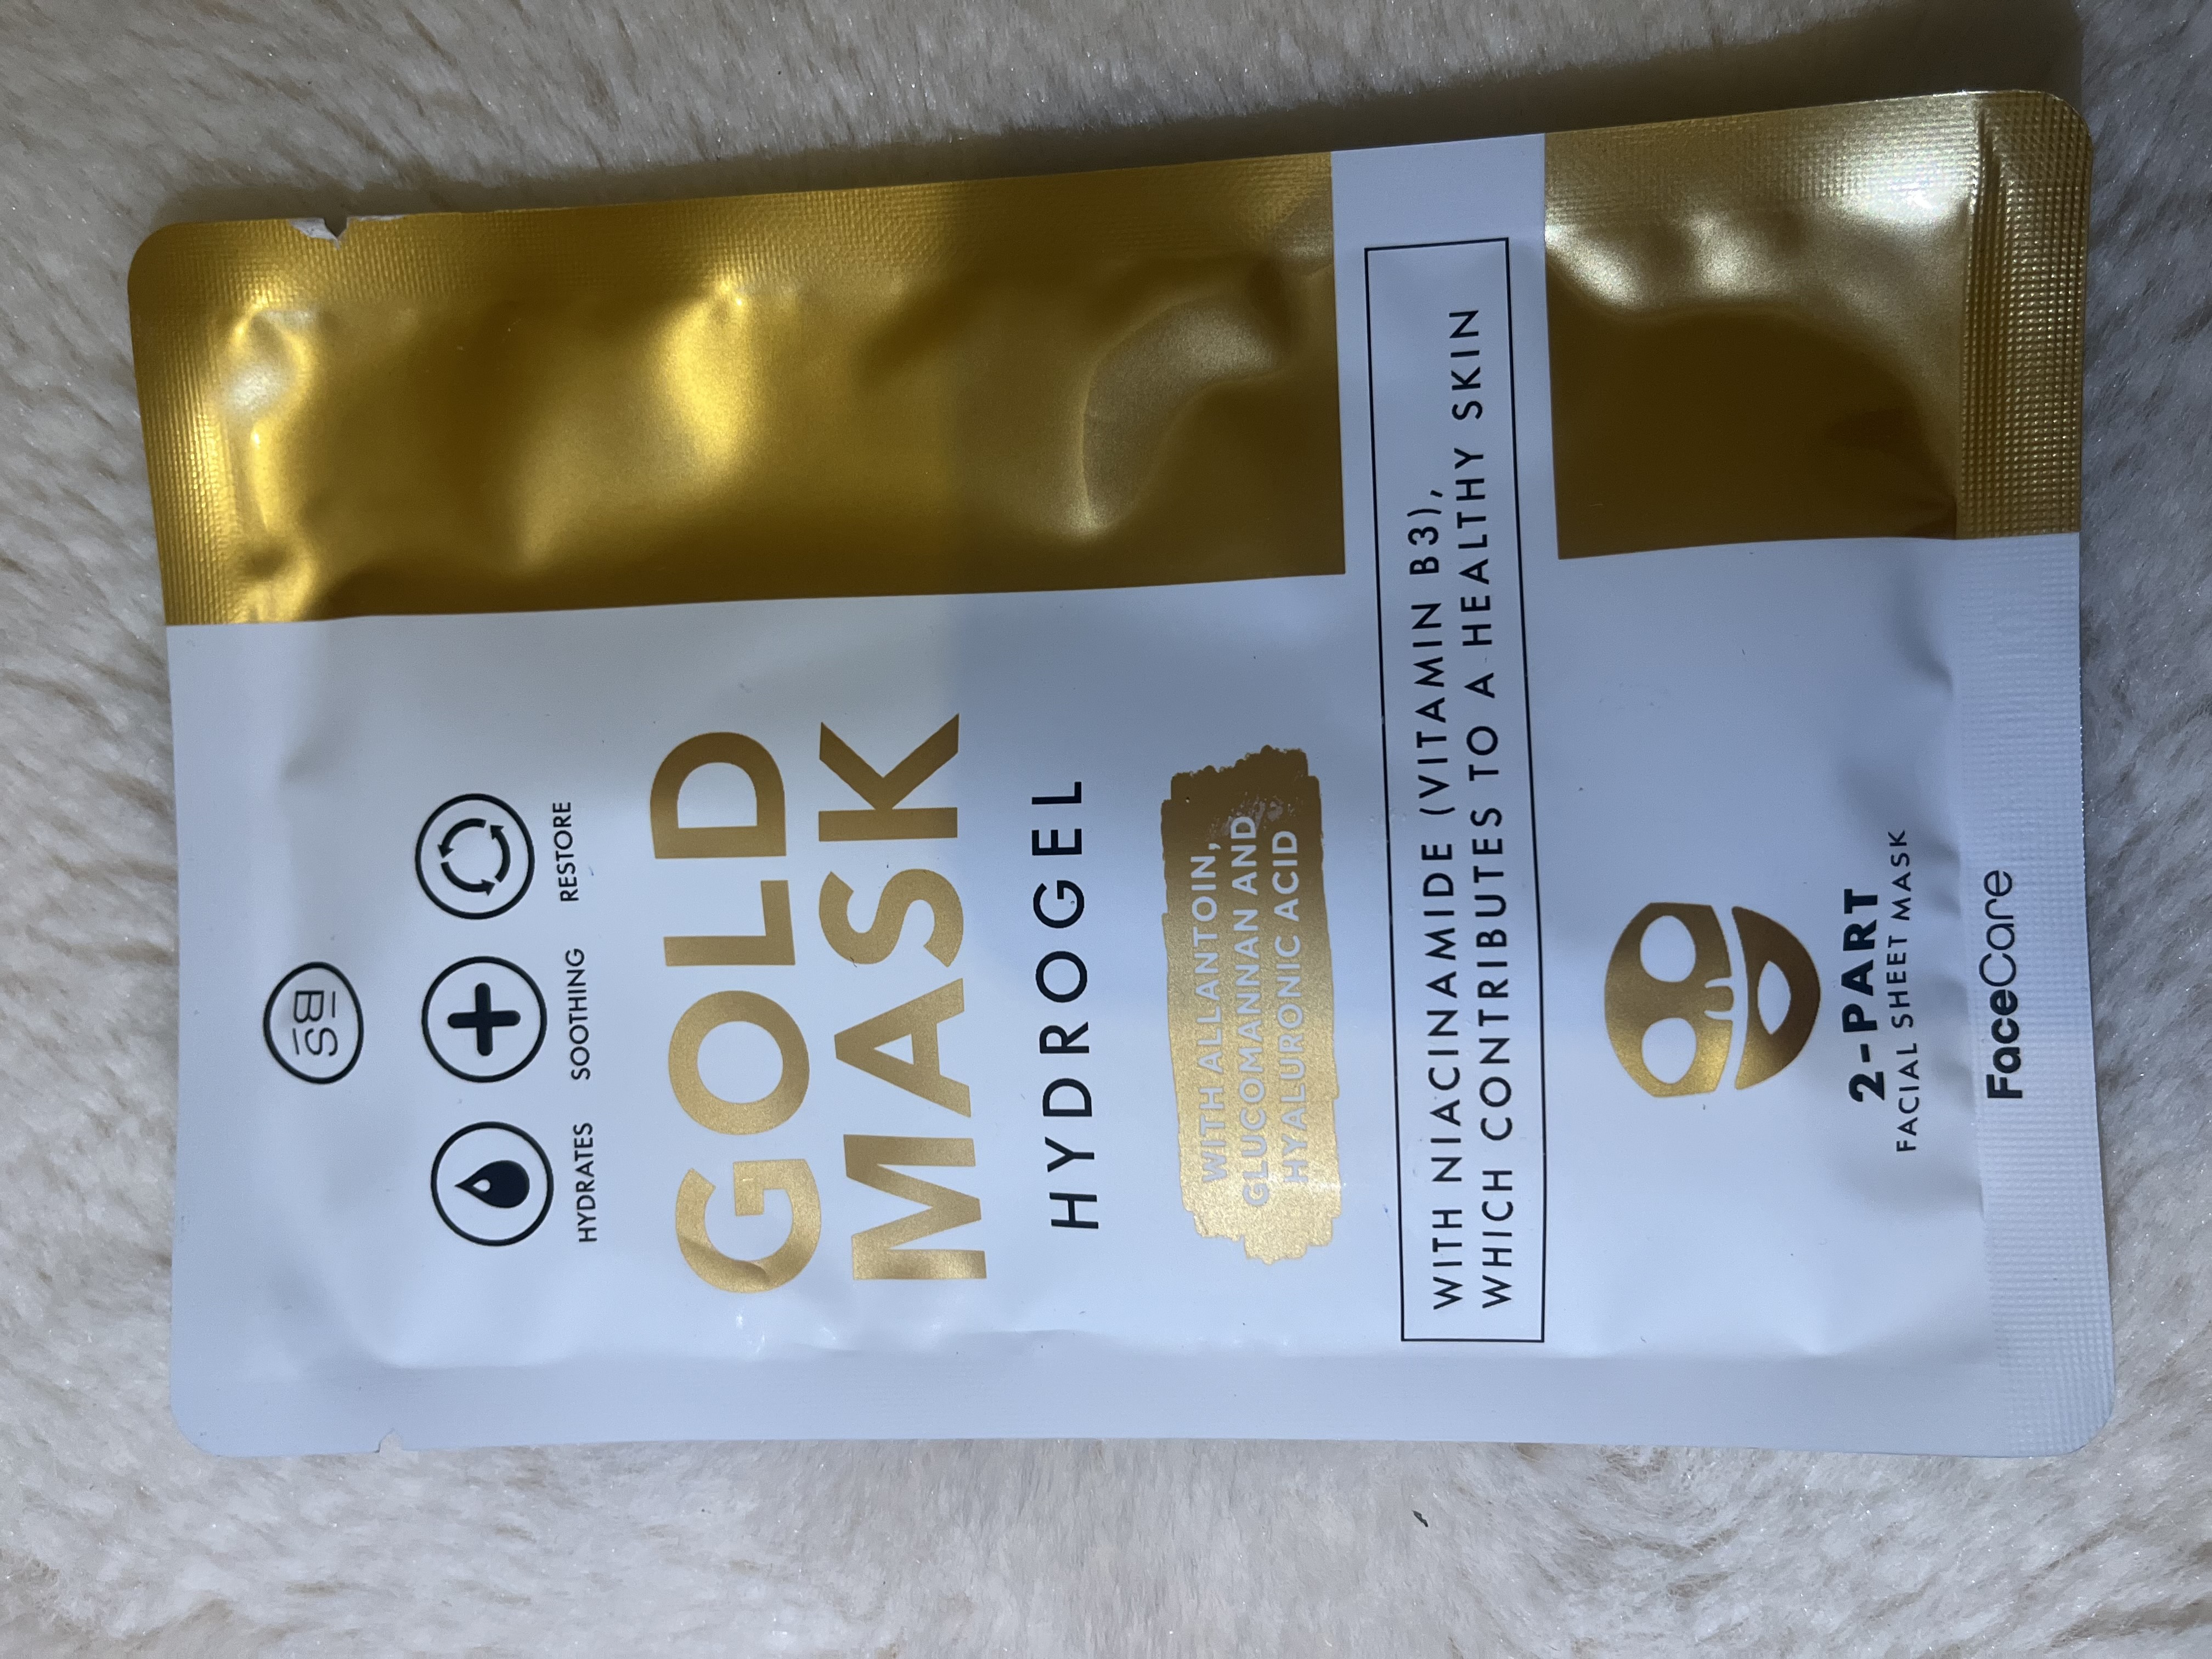 BS
HYDRATES SOOTHING RESTORE
GOLD
MASK
HYDROGEL
WITH ALLANTOIN,
GLUCOMANNAN AND
HYALURONIC ACID
WITH NIACINAMIDE (VITAMIN B3),
WHICH CONTRIBUTES TO A HEALTHY SKIN
2-PART
FACIAL SHEET MASK
FaceCare